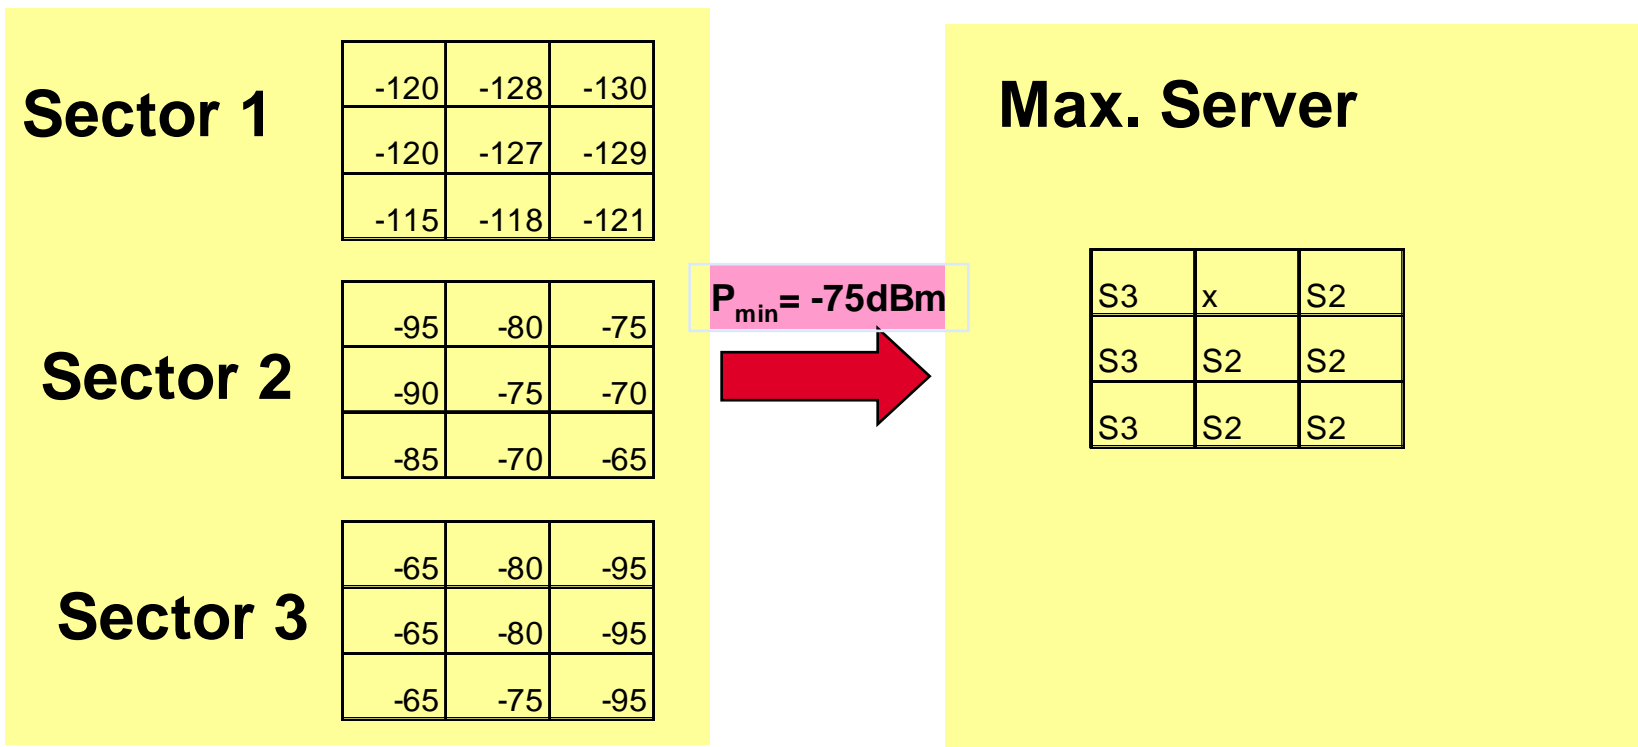 Sector 1
-120 -128 -130
-120 -127 -129
-115 -118 -121
Sector 2
-95 -80 -75
-90 -75 -70
-85 -70 -65
Sector 3
-65 -80 -95
-65 -80 -95
-65 -75 -95
Pmin= -75dBm
Max. Server
S3 x S2
S3 S2 S2
S3 S2 S2